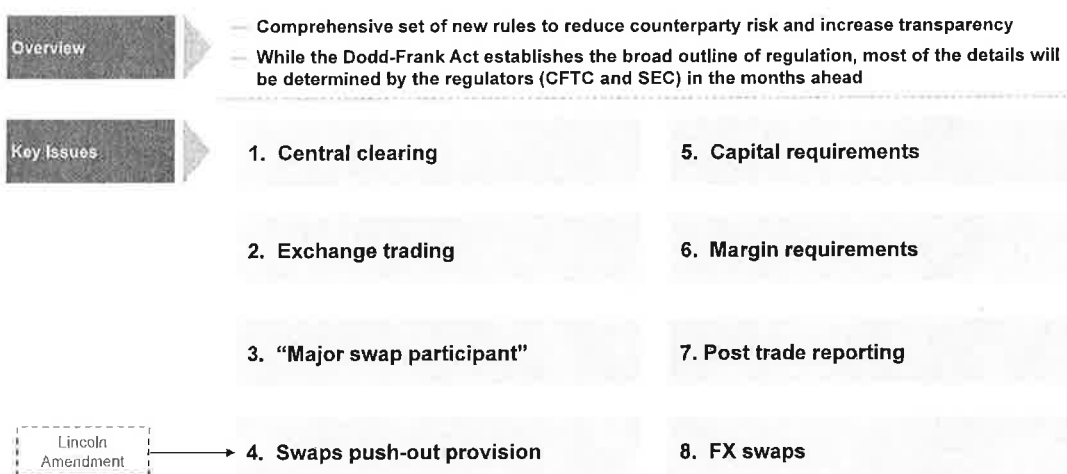 Overview
— Comprehensive set of new rules to reduce counterparty risk and increase transparency
— While the Dodd-Frank Act establishes the broad outline of regulation, most of the details will
be determined by the regulators (CFTC and SEC) in the months ahead
Key Issues
1. Central clearing
5. Capital requirements
2. Exchange trading
6. Margin requirements
3. “Major swap participant”
7. Post trade reporting
Lincoln
Amendment
4. Swaps push-out provision
8. FX swaps